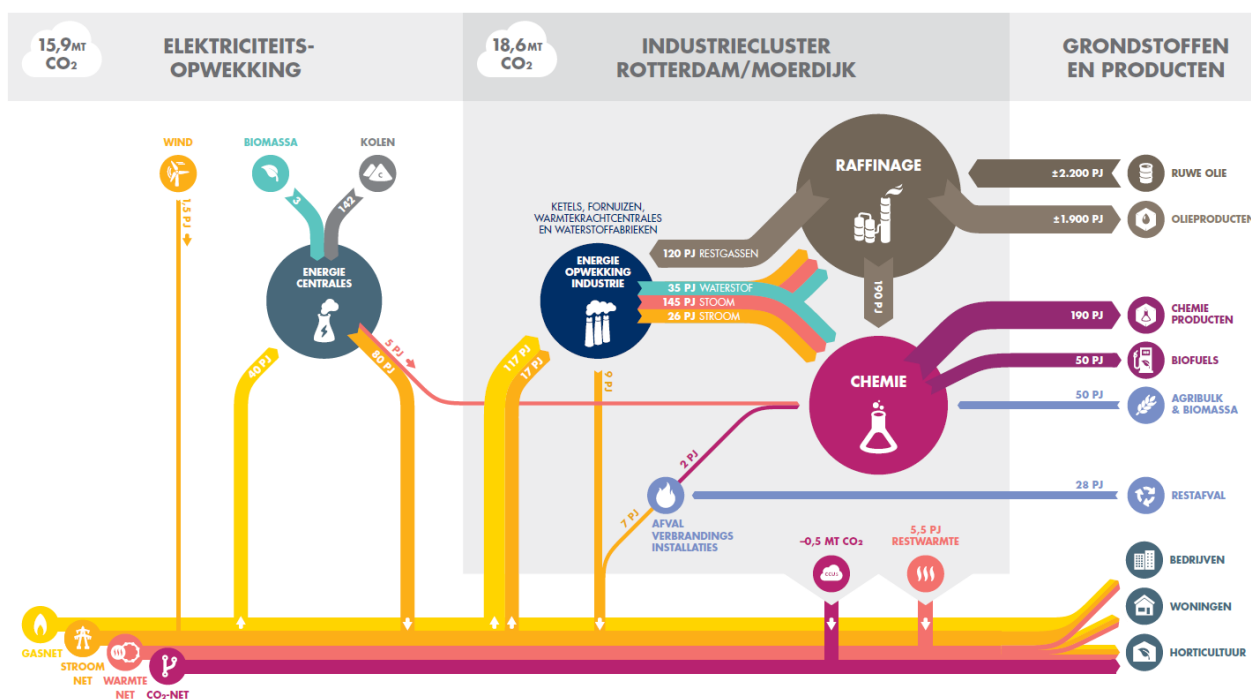 15,9MT
CO₂
ELEKTRICITEITS-
OPWEKKING
18,6MT
CO₂
INDUSTRIECLUSTER
ROTTERDAM/MOERDIJK
GRONDSTOFFEN
EN PRODUCTEN
WIND
BIOMASSA
KOLEN
1,5 PJ
3
142
ENERGIE
CENTRALES
40 PJ
80 PJ
5 PJ
KETELS, FORNUIZEN,
WARMTEKRACHTCENTRALES
EN WATERSTOFFABRIEKEN
ENERGIE
OPWEKKING
INDUSTRIE
120 PJ RESTGASSEN
35 PJ WATERSTOF
145 PJ STOOM
26 PJ STROOM
117 PJ
17 PJ
9 PJ
RAFFINAGE
190 PJ
CHEMIE
2 PJ
7 PJ
AFVAL
VERBRANDINGS
INSTALLATIES
±2.200 PJ
RUWE OLIE
±1.900 PJ
OLIEPRODUCTEN
190 PJ
CHEMIE
PRODUCTEN
50 PJ
BIOFUELS
50 PJ
AGRIBULK
& BIOMASSA
28 PJ
RESTAFVAL
~0,5 MT CO₂
5,5 PJ
RESTWARMTE
BEDRIJVEN
WONINGEN
HORTICULTUUR
GASNET
STROOM
NET
WARMTE
NET
CO₂-NET